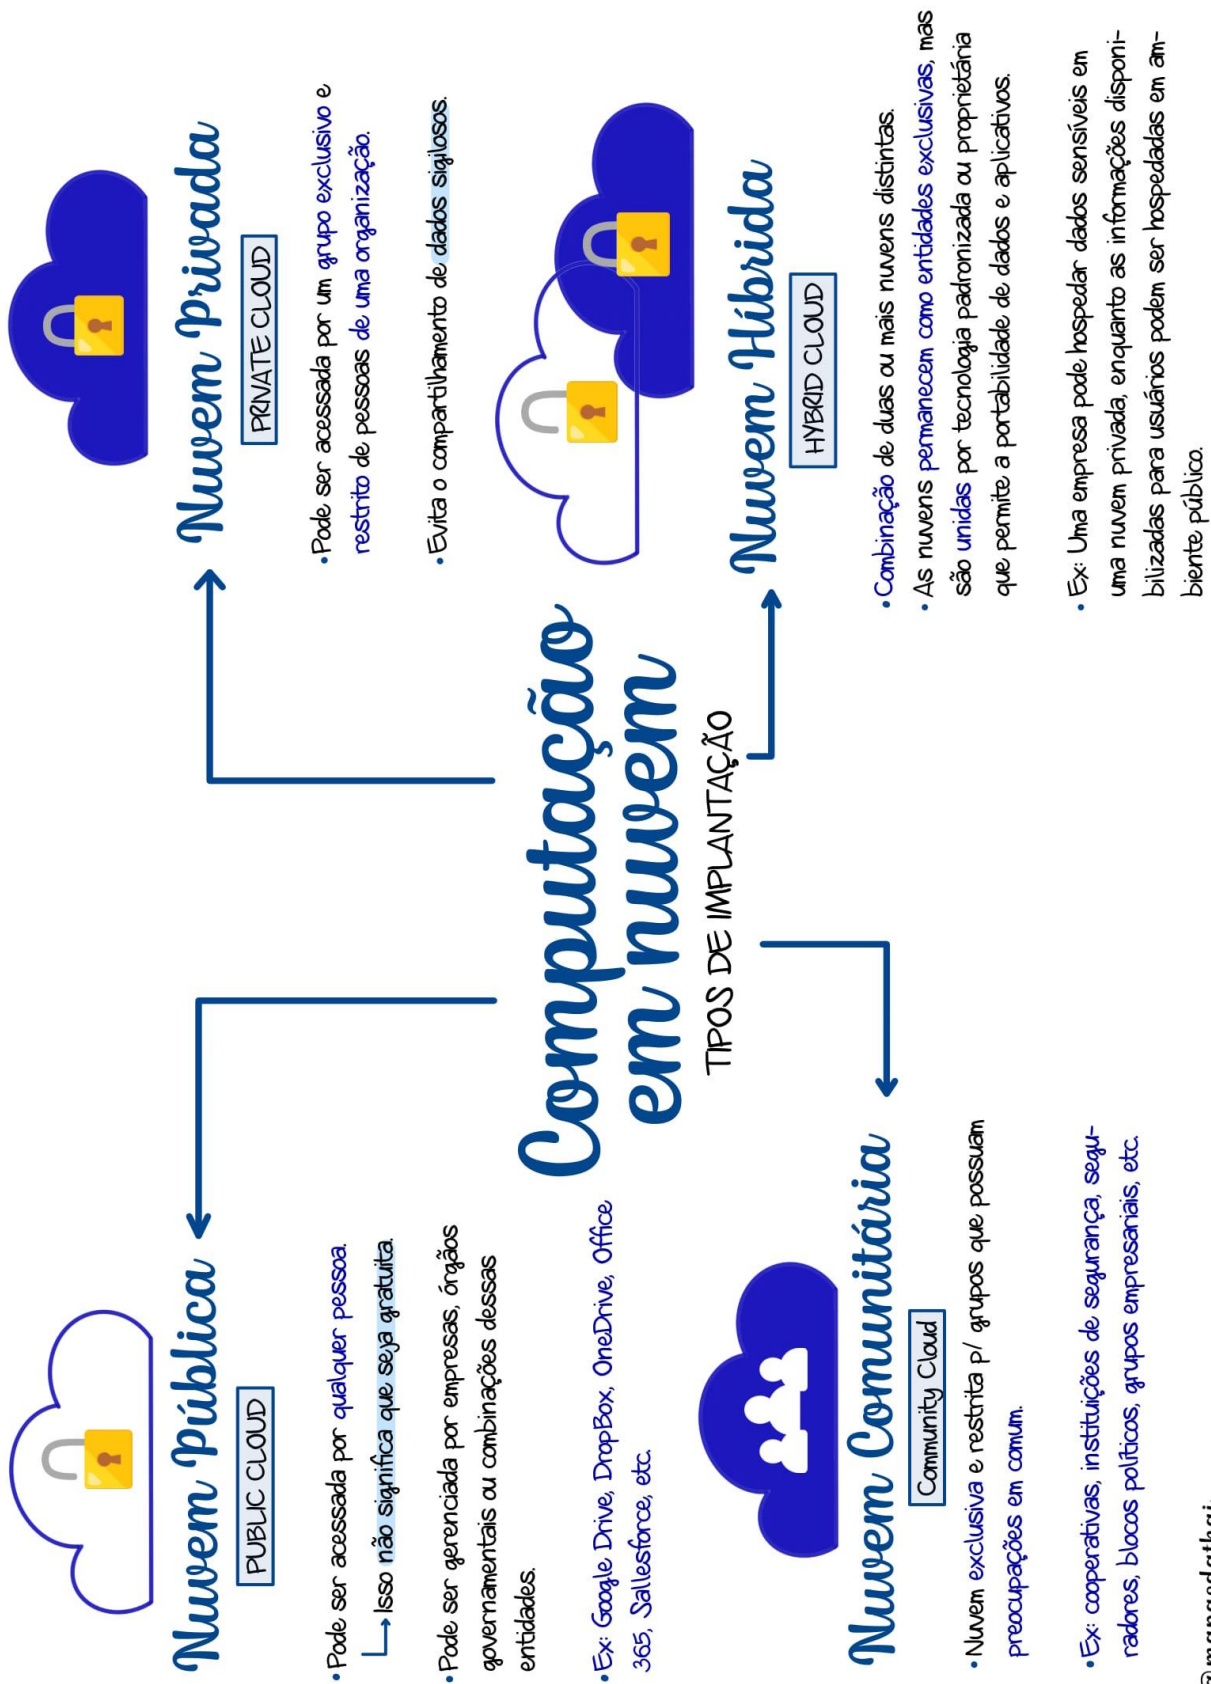 Computação
em nuvem
TIPOS DE IMPLANTAÇÃO
Nuvem Pública
PUBLIC CLOUD
• Pode ser acessada por qualquer pessoa.
Isso não significa que seja gratuita.
• Pode ser gerenciada por empresas, órgãos
governamentais ou combinações dessas
entidades.
• Ex: Google Drive, DropBox, OneDrive, Office
365, Sallesforce, etc.
Nuvem Privada
PRIVATE CLOUD
• Pode ser acessada por um grupo exclusivo e
restrito de pessoas de uma organização.
• Evita o compartilhamento de dados sigilosos.
Nuvem Comunitária
Community Cloud
• Nuvem exclusiva e restrita p/ grupos que possuam
preocupações em comum.
• Ex: cooperativas, instituições de segurança, segu-
radores, blocos políticos, grupos empresariais, etc.
Nuvem Híbrida
HYBRID CLOUD
• Combinação de duas ou mais nuvens distintas.
• As nuvens permanecem como entidades exclusivas, mas
são unidas por tecnologia padronizada ou proprietária
que permite a portabilidade de dados e aplicativos.
• Ex: Uma empresa pode hospedar dados sensíveis em
uma nuvem privada, enquanto as informações disponi-
bilizadas para usuários podem ser hospedadas em am-
biente público.
@mapasdathai